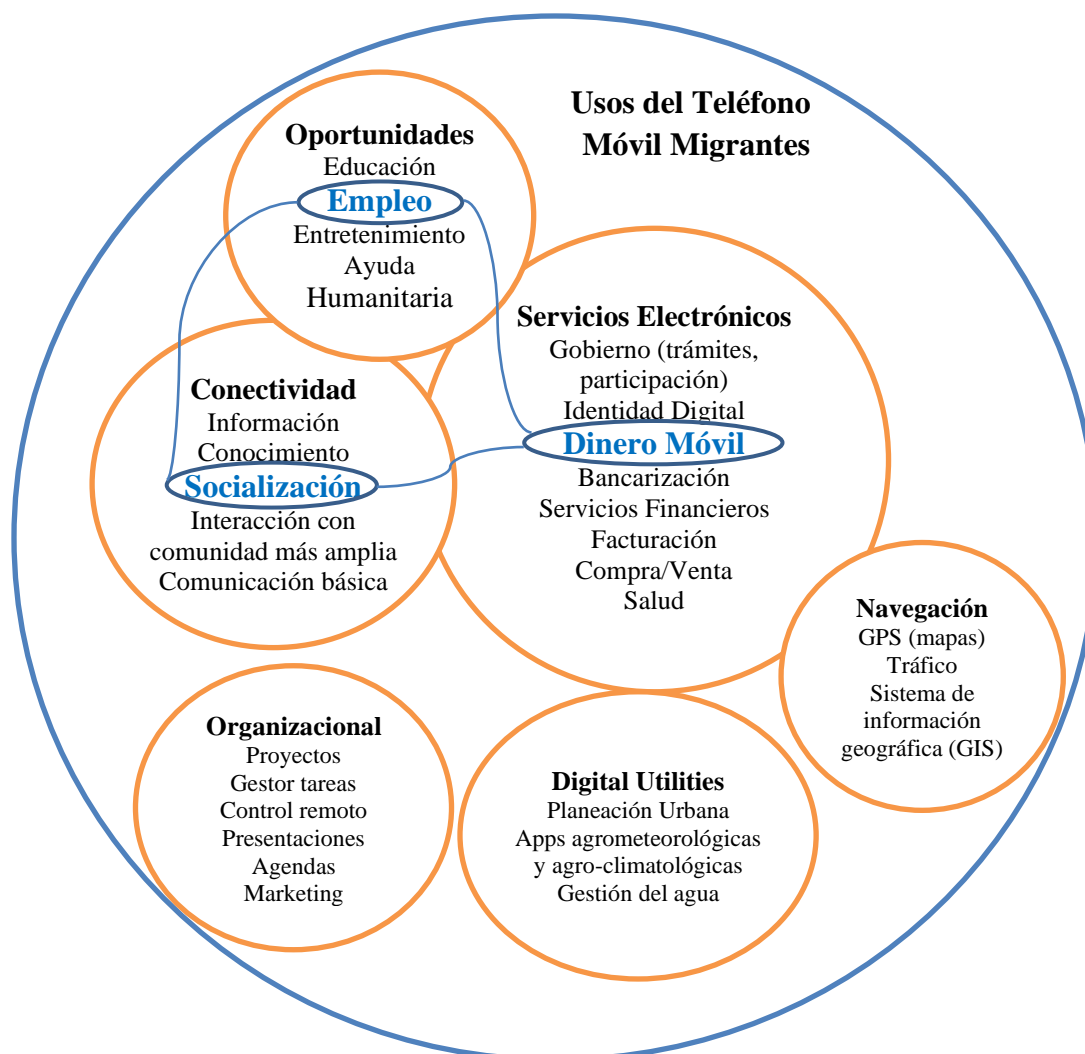 Usos del Teléfono
Móvil Migrantes
Oportunidades
Educación
Empleo
Entretenimiento
Ayuda
Humanitaria
Servicios Electrónicos
Gobierno (trámites,
participación)
Identidad Digital
Dinero Móvil
Bancarización
Servicios Financieros
Facturación
Compra/Venta
Salud
Conectividad
Información
Conocimiento
Socialización
Interacción con
comunidad más amplia
Comunicación básica
Navegación
GPS (mapas)
Tráfico
Sistema de
información
geográfica (GIS)
Organizacional
Proyectos
Gestor tareas
Control remoto
Presentaciones
Agendas
Marketing
Digital Utilities
Planeación Urbana
Apps agrometeorológicas
y agro-climatológicas
Gestión del agua